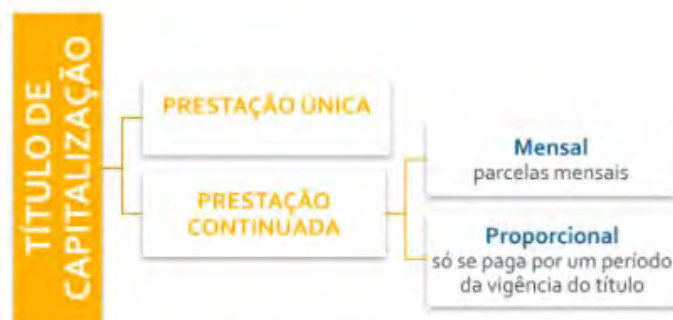 TÍTULO DE
CAPITALIZAÇÃO
PRESTAÇÃO ÚNICA
PRESTAÇÃO
CONTINUADA
Mensal
parcelas mensais
Proporcional
só se paga por um período
da vigência do título